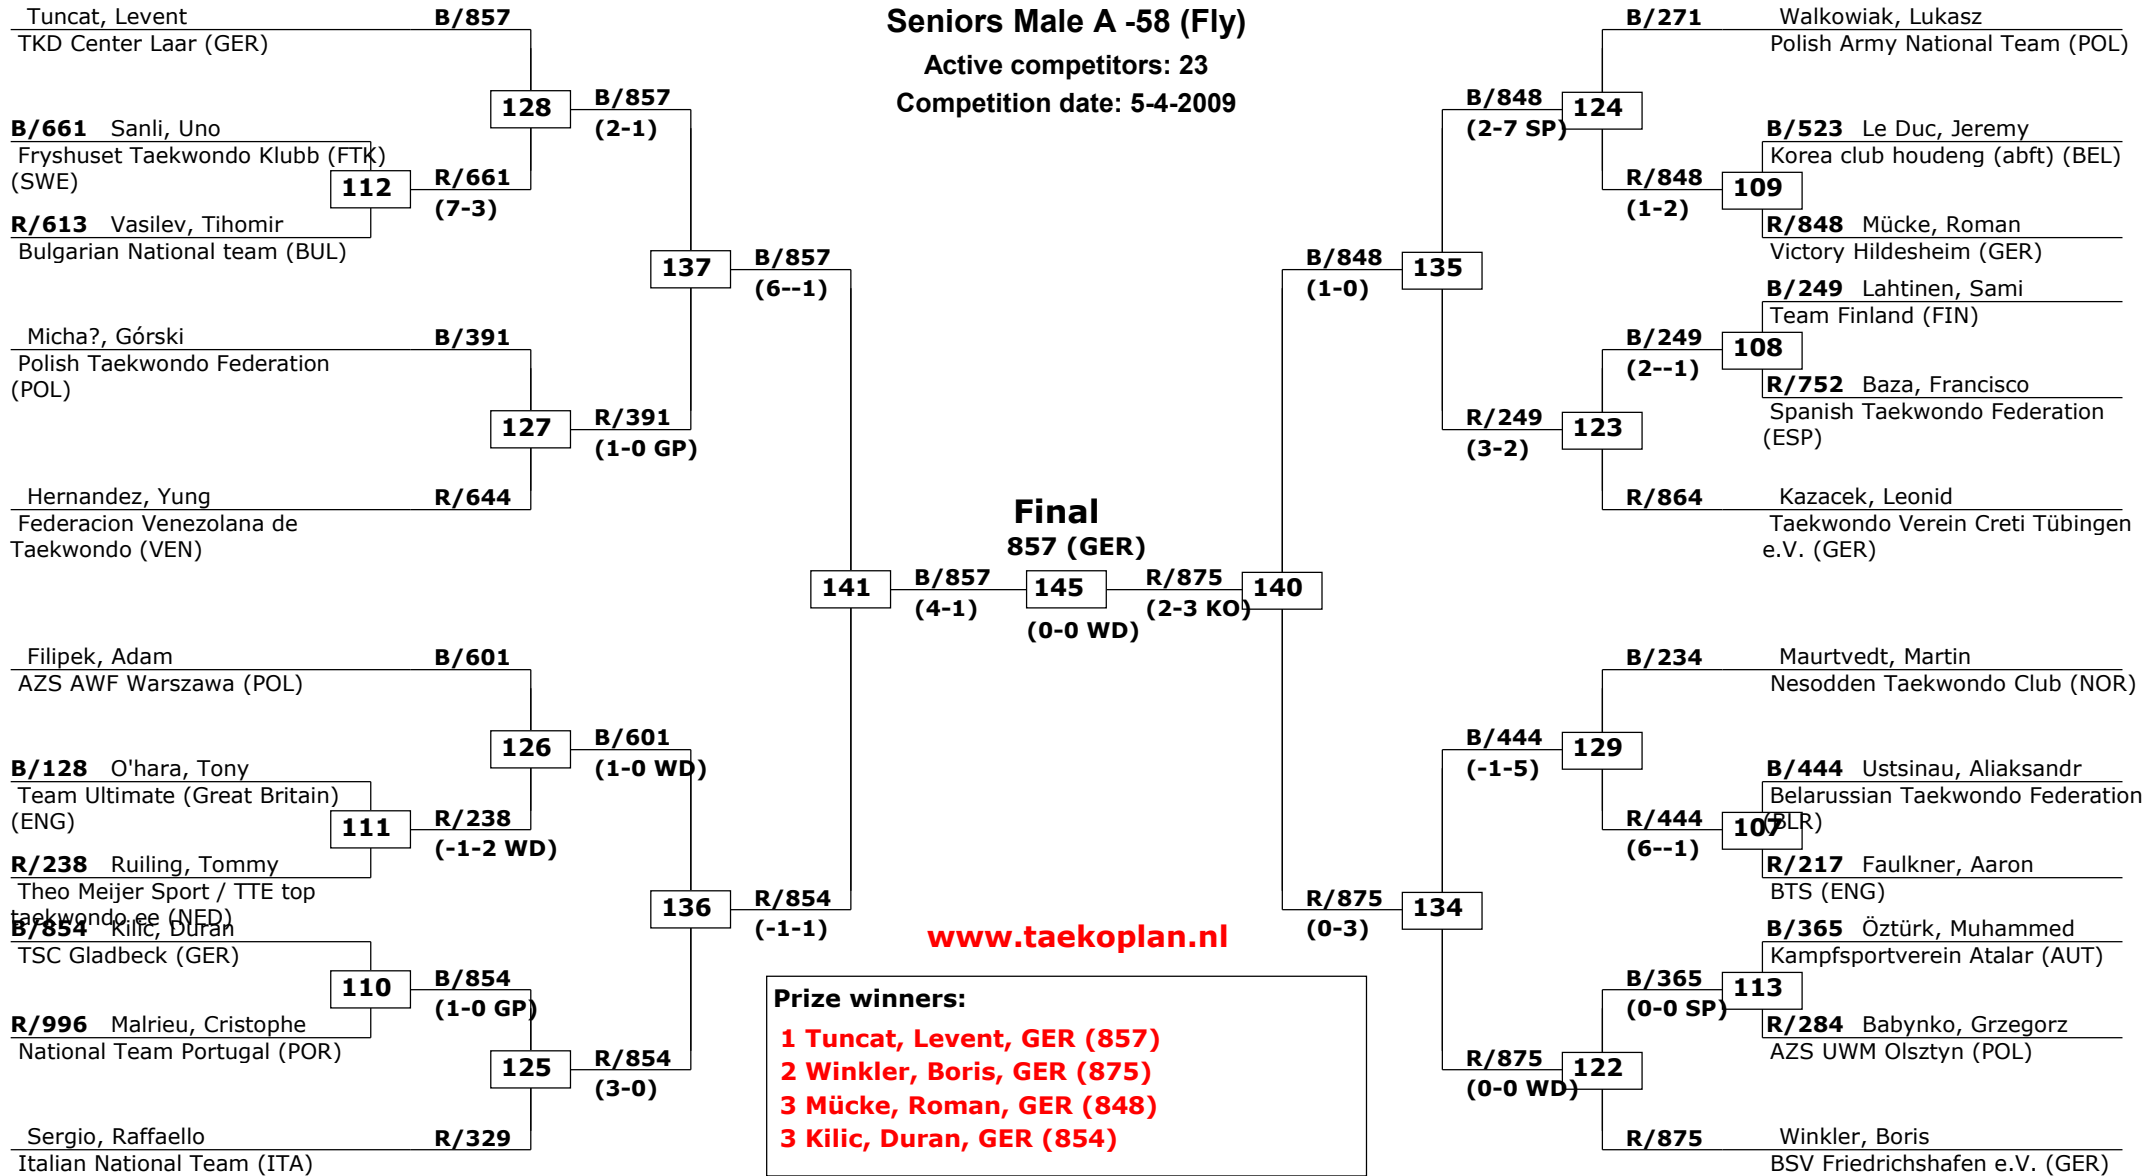 Seniors Male A -58 (Fly)
Active competitors: 23
Competition date: 5-4-2009
Tuncat, Levent B/857
TKD Center Laar (GER)
128 B/857
(2-1)
B/661 Sanli, Uno
Fryshuset Taekwondo Klubb (FTK)
(SWE)
112 R/661
(7-3)
R/613 Vasilev, Tihomir
Bulgarian National team (BUL)
137 B/857
(6--1)
Micha?, Górski B/391
Polish Taekwondo Federation
(POL)
127 R/391
(1-0 GP)
Hernandez, Yung R/644
Federacion Venezolana de
Taekwondo (VEN)
141 B/857
(4-1)
Filipek, Adam B/601
AZS AWF Warszawa (POL)
126 B/601
(1-0 WD)
B/128 O'hara, Tony
Team Ultimate (Great Britain)
(ENG)
111 R/238
(-1-2 WD)
R/238 Ruiling, Tommy
Theo Meijer Sport / TTE top
taekwondo ee (NED)
136 R/854
(-1-1)
B/854 Kilic, Duran
TSC Gladbeck (GER)
110 B/854
(1-0 GP)
R/996 Malrieu, Cristophe
National Team Portugal (POR)
125 R/854
(3-0)
Sergio, Raffaello R/329
Italian National Team (ITA)
Final
857 (GER)
145
(0-0 WD)
B/271 Walkowiak, Lukasz
Polish Army National Team (POL)
B/848 124
(2-7 SP)
B/523 Le Duc, Jeremy
Korea club houdeng (abft) (BEL)
R/848 109
(1-2)
R/848 Mücke, Roman
Victory Hildesheim (GER)
B/848 135
(1-0)
B/249 Lahtinen, Sami
Team Finland (FIN)
B/249 108
(2--1)
R/752 Baza, Francisco
Spanish Taekwondo Federation
(ESP)
R/249 123
(3-2)
R/864 Kazacek, Leonid
Taekwondo Verein Creti Tübingen
e.V. (GER)
R/875 140
(2-3 KO)
B/234 Maurtvedt, Martin
Nesodden Taekwondo Club (NOR)
B/444 129
(-1-5)
B/444 Ustsinau, Aliaksandr
Belarussian Taekwondo Federation
(BLR)
R/444 107
(6--1)
R/217 Faulkner, Aaron
BTS (ENG)
R/875 134
(0-3)
B/365 Öztürk, Muhammed
Kampfsportverein Atalar (AUT)
B/365 113
(0-0 SP)
R/284 Babynko, Grzegorz
AZS UWM Olsztyn (POL)
R/875 122
(0-0 WD)
R/875 Winkler, Boris
BSV Friedrichshafen e.V. (GER)
www.taekoplan.nl
Prize winners:
1 Tuncat, Levent, GER (857)
2 Winkler, Boris, GER (875)
3 Mücke, Roman, GER (848)
3 Kilic, Duran, GER (854)